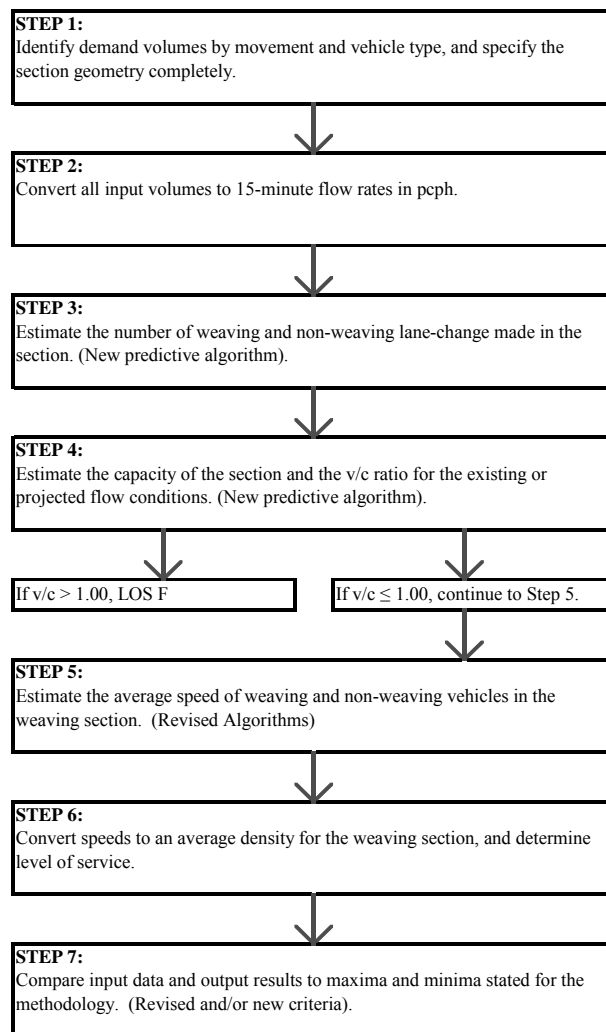 STEP 1:
Identify demand volumes by movement and vehicle type, and specify the
section geometry completely.
STEP 2:
Convert all input volumes to 15-minute flow rates in pcph.
STEP 3:
Estimate the number of weaving and non-weaving lane-change made in the
section. (New predictive algorithm).
STEP 4:
Estimate the capacity of the section and the v/c ratio for the existing or
projected flow conditions. (New predictive algorithm).
If v/c > 1.00, LOS F
If v/c ≤ 1.00, continue to Step 5.
STEP 5:
Estimate the average speed of weaving and non-weaving vehicles in the
weaving section.  (Revised Algorithms)
STEP 6:
Convert speeds to an average density for the weaving section, and determine
level of service.
STEP 7:
Compare input data and output results to maxima and minima stated for the
methodology.  (Revised and/or new criteria).